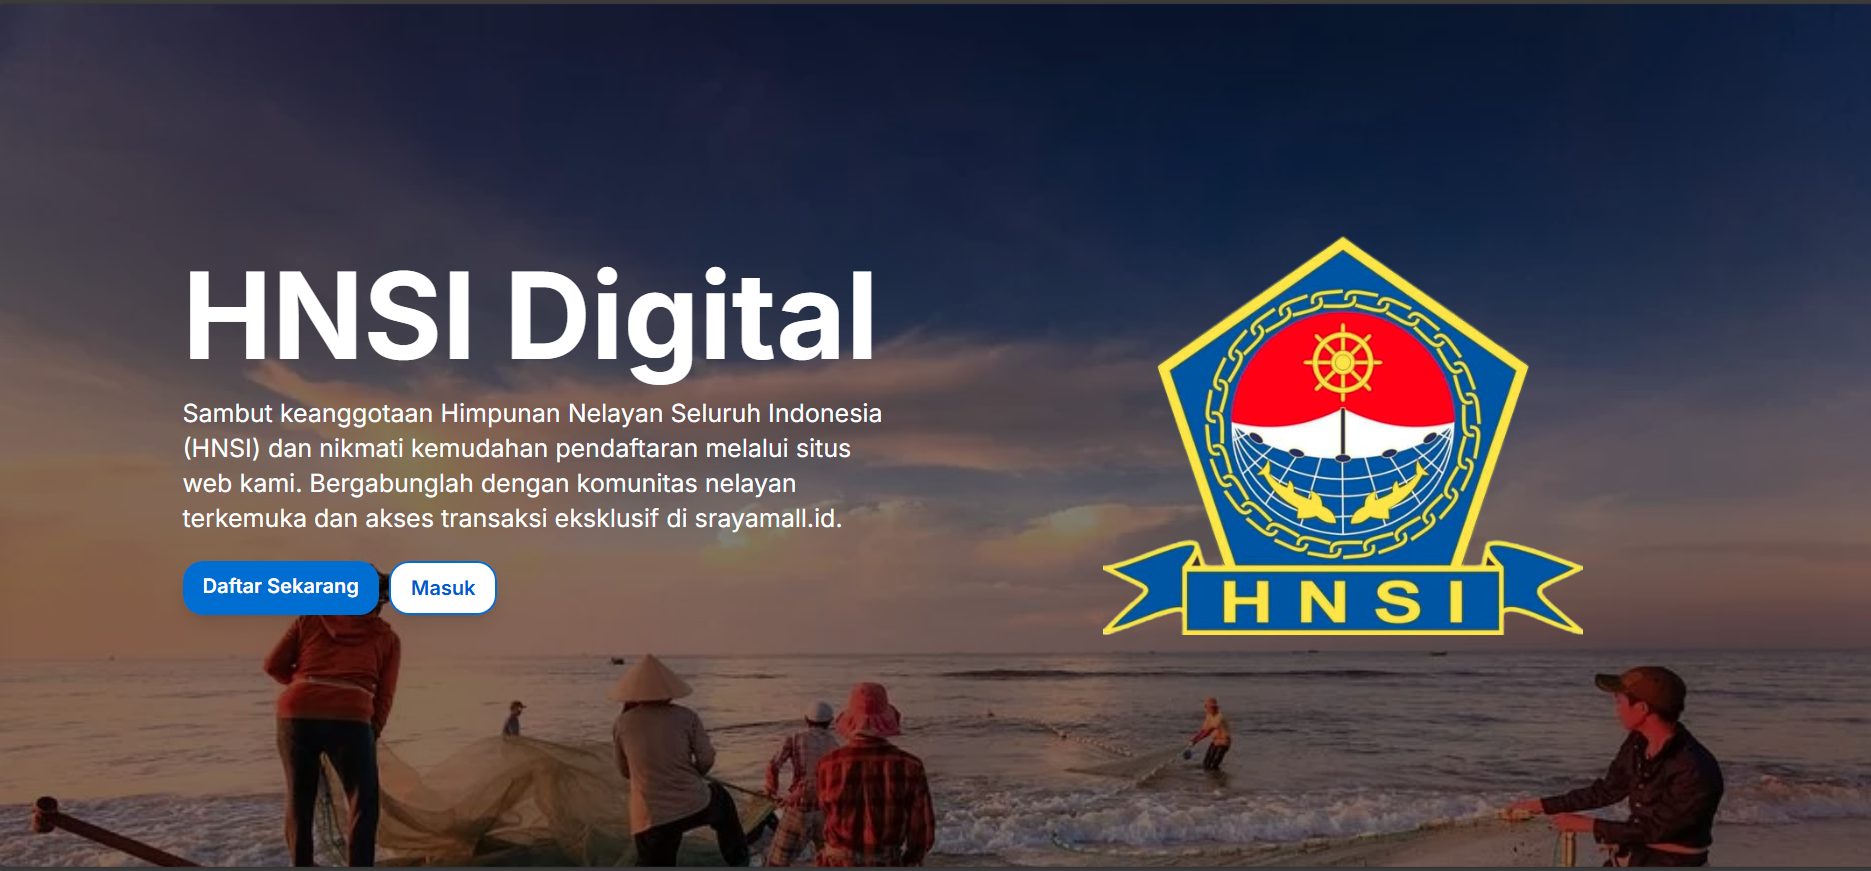 HNSI Digital
Sambut keanggotaan Himpunan Nelayan Seluruh Indonesia
(HNSI) dan nikmati kemudahan pendaftaran melalui situs
web kami. Bergabunglah dengan komunitas nelayan
terkemuka dan akses transaksi eksklusif di srayamall.id.
Daftar Sekarang
Masuk
HNSI